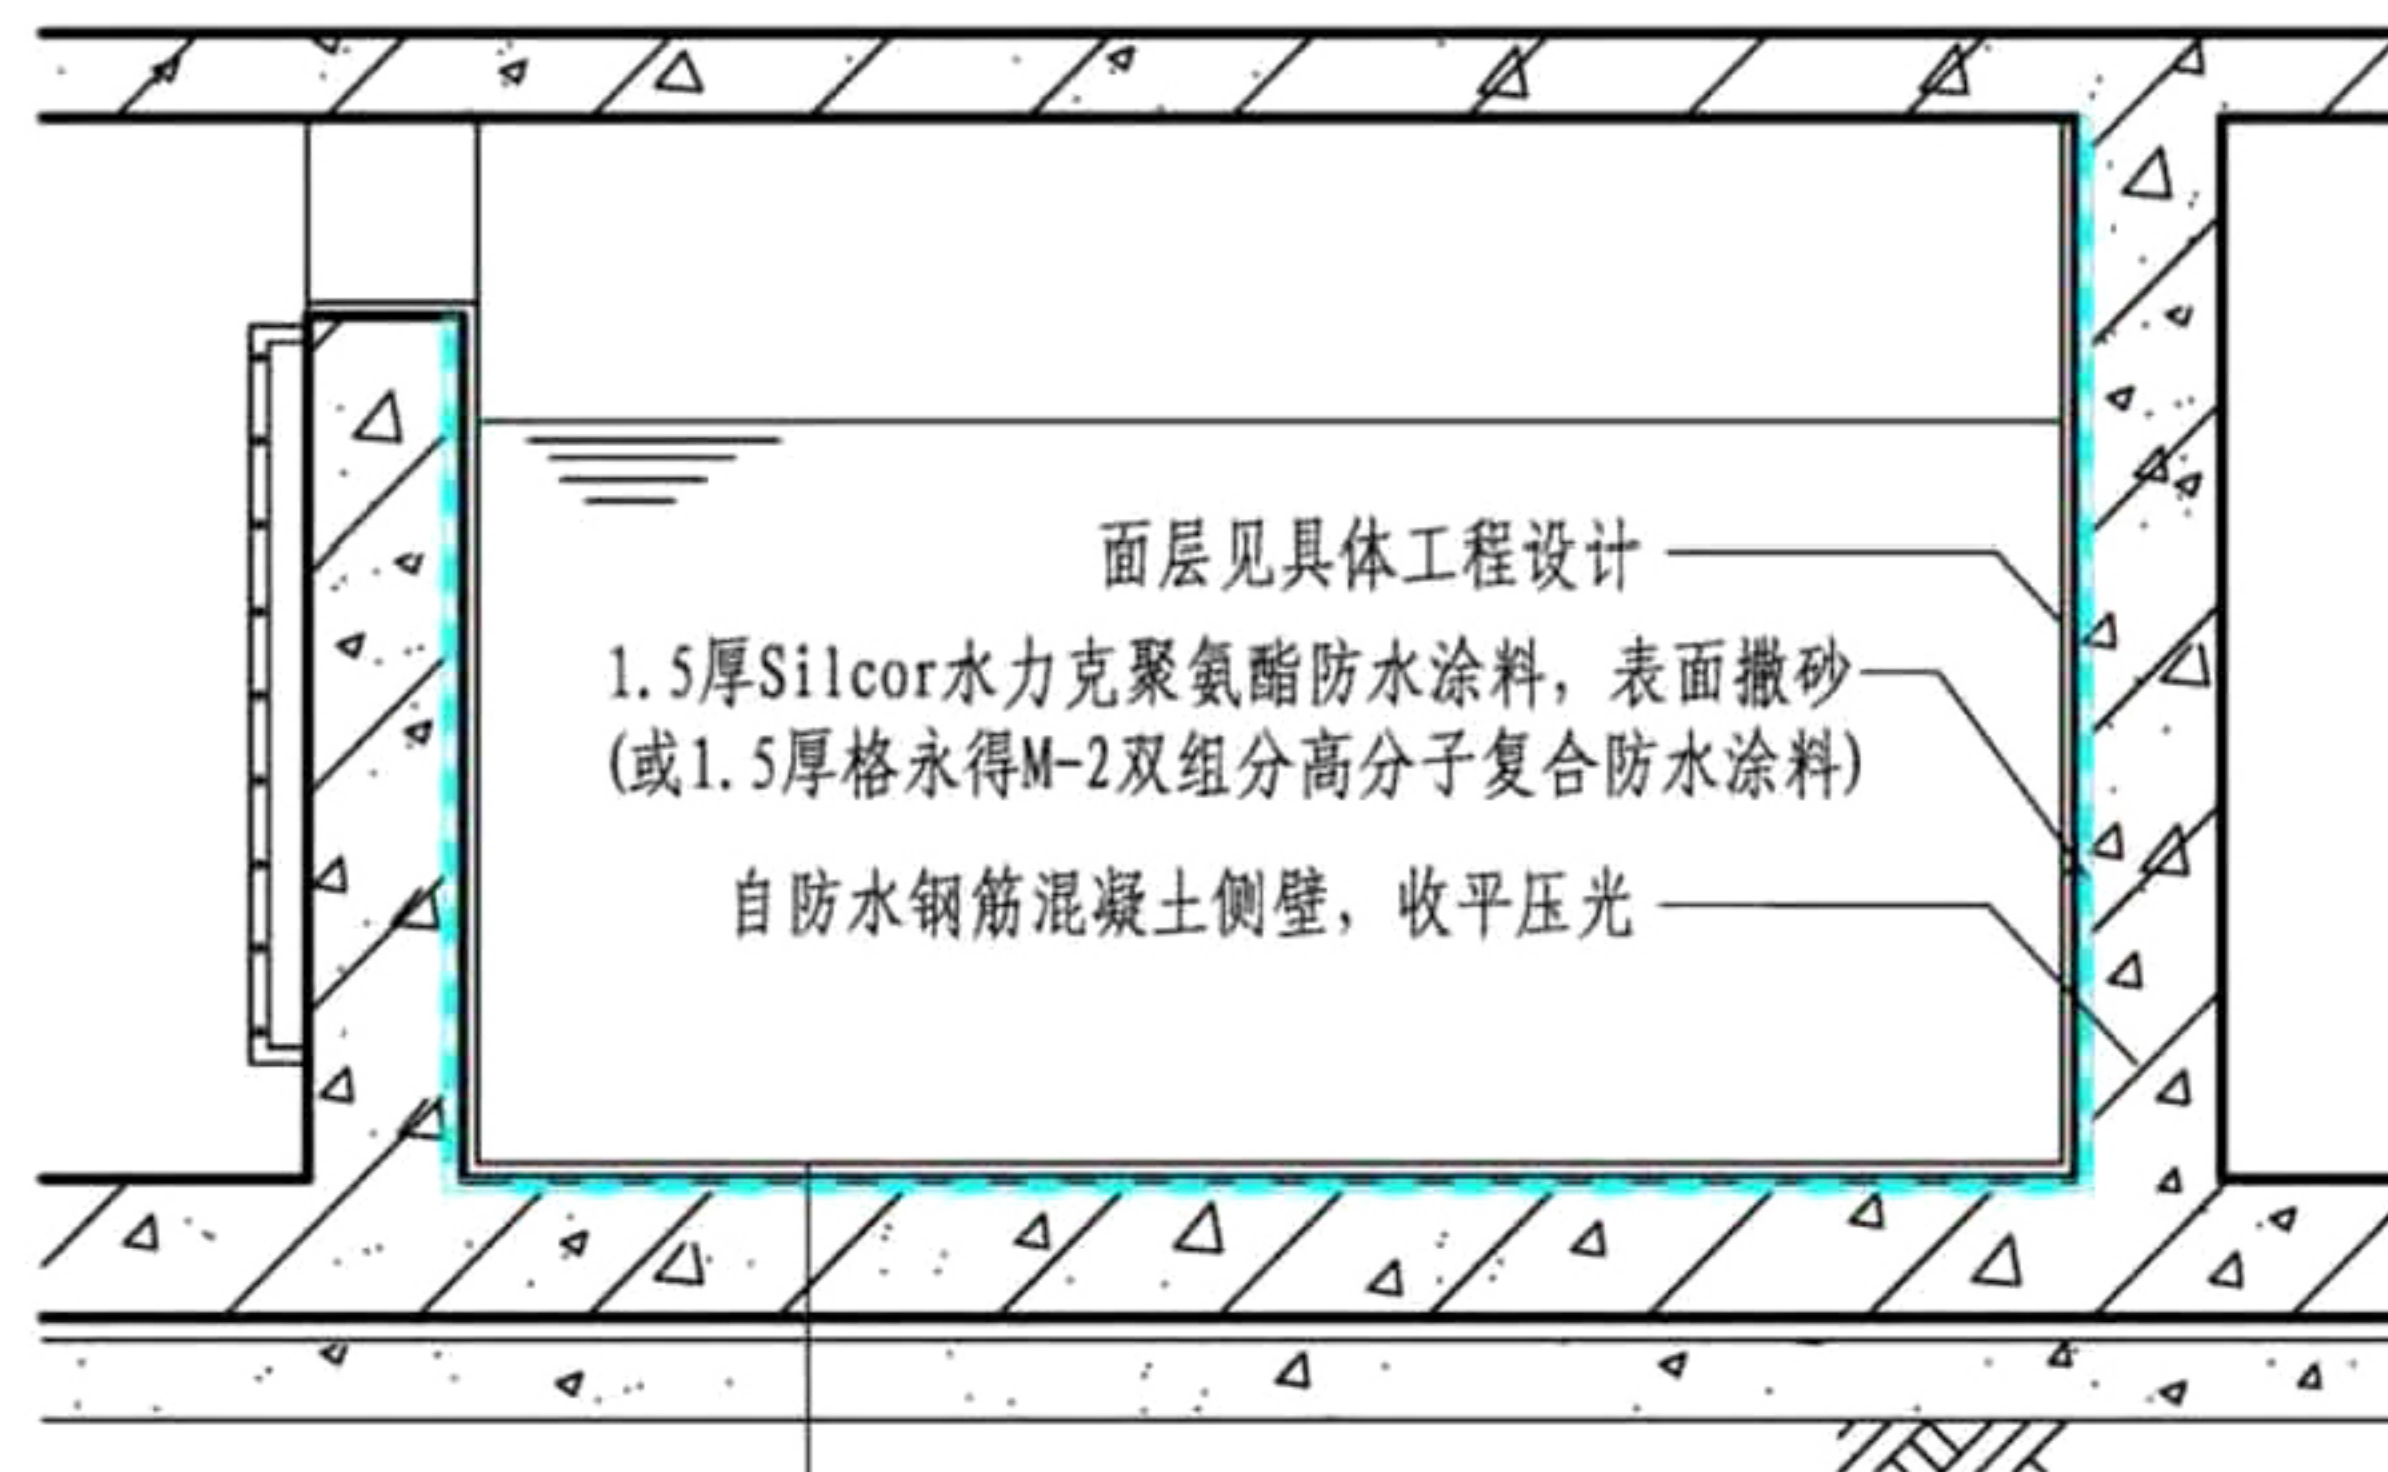 面层见具体工程设计
1.5厚Silcor水力克聚氨酯防水涂料，表面撒砂
(或1.5厚格永得M-2双组分高分子复合防水涂料)
自防水钢筋混凝土侧壁，收平压光